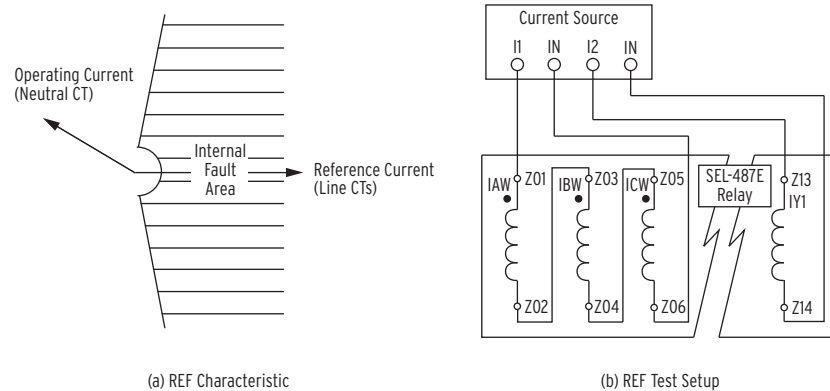 Operating Current
(Neutral CT)
Internal
Fault
Area
Reference Current
(Line CTs)
(a) REF Characteristic
Current Source
I1 IN I2 IN
IAW Z01 IBW Z03 ICW Z05
SEL-487E
Relay
Z13
IY1
Z02 Z04 Z06 Z14
(b) REF Test Setup